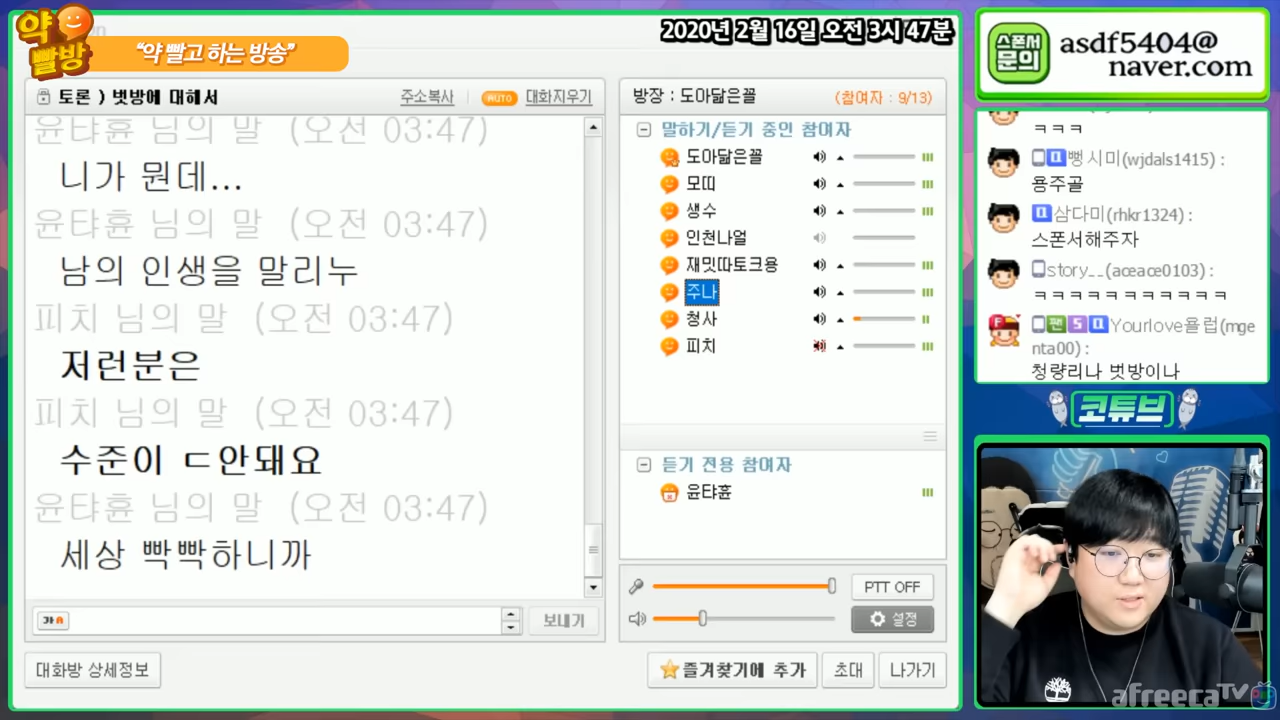 약빨방
“약 빨고 하는 방송”
2020년 2월 16일 오전 3시 47분
토론 ) 벗방에 대해서
주소복사
AUTO 대화지우기
윤탸휸 님의 말 (오전 03:47)
니가 뭔데...
윤탸휸 님의 말 (오전 03:47)
남의 인생을 말리누
피치 님의 말 (오전 03:47)
저런분은
피치 님의 말 (오전 03:47)
수준이 ㄷ안돼요
윤탸휸 님의 말 (오전 03:47)
세상 빡빡하니까
가A
보내기
대화방 상세정보
방장 : 도아닮은꼴
(참여자 : 9/13)
말하기/듣기 중인 참여자
도아닮은꼴
모띠
생수
인천나얼
재밋따토크용
주나
청사
피치
듣기 전용 참여자
윤탸휸
PTT OFF
설정
즐겨찾기에 추가
초대
나가기
스폰서문의
asdf5404@
naver.com
ㅋㅋㅋ
뺑시미(wjdals1415) :
용주골
삼다미(rhkr1324) :
스폰서해주자
story__(aceace0103) :
ㅋㅋㅋㅋㅋㅋㅋㅋㅋㅋㅋ
F 팬 S Yourlove욜럽(mge
nta00) :
청량리나 벗방이나
코튜브
Timberland
afreecaTV